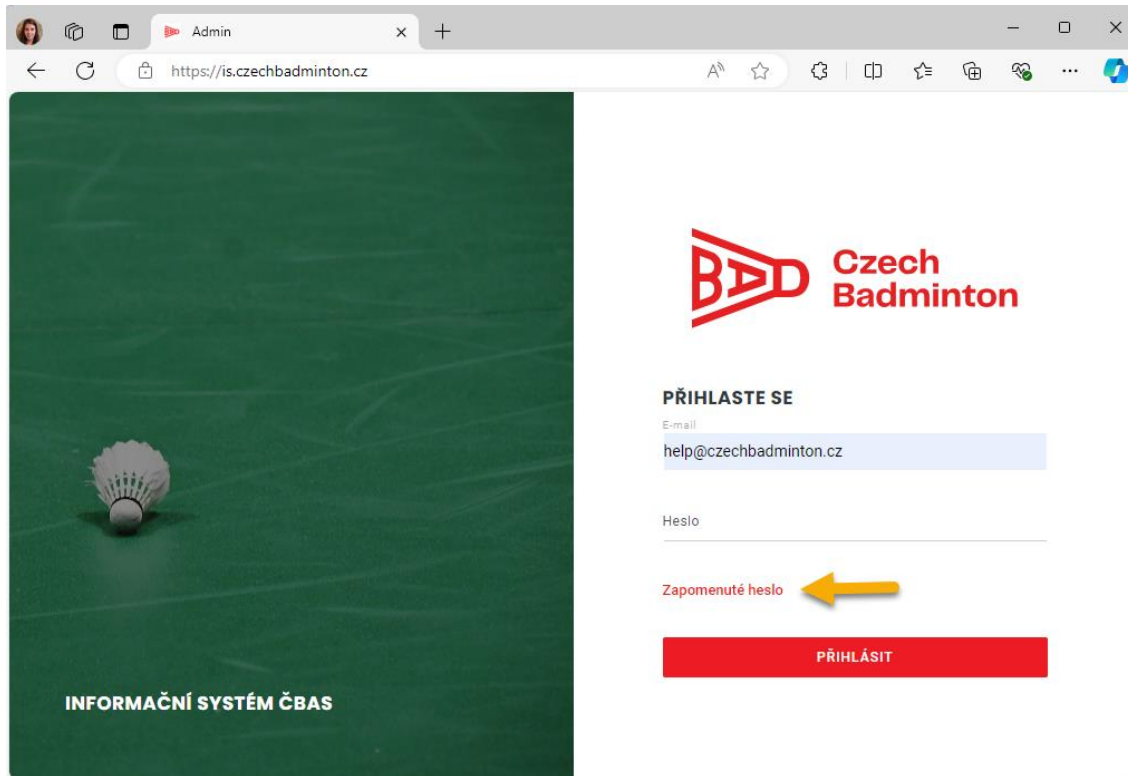 Admin
https://is.czechbadminton.cz
BAD
Czech
Badminton
PŘIHLASTE SE
E-mail
help@czechbadminton.cz
Heslo
Zapomenuté heslo
PŘIHLÁSIT
INFORMAČNÍ SYSTÉM ČBAS